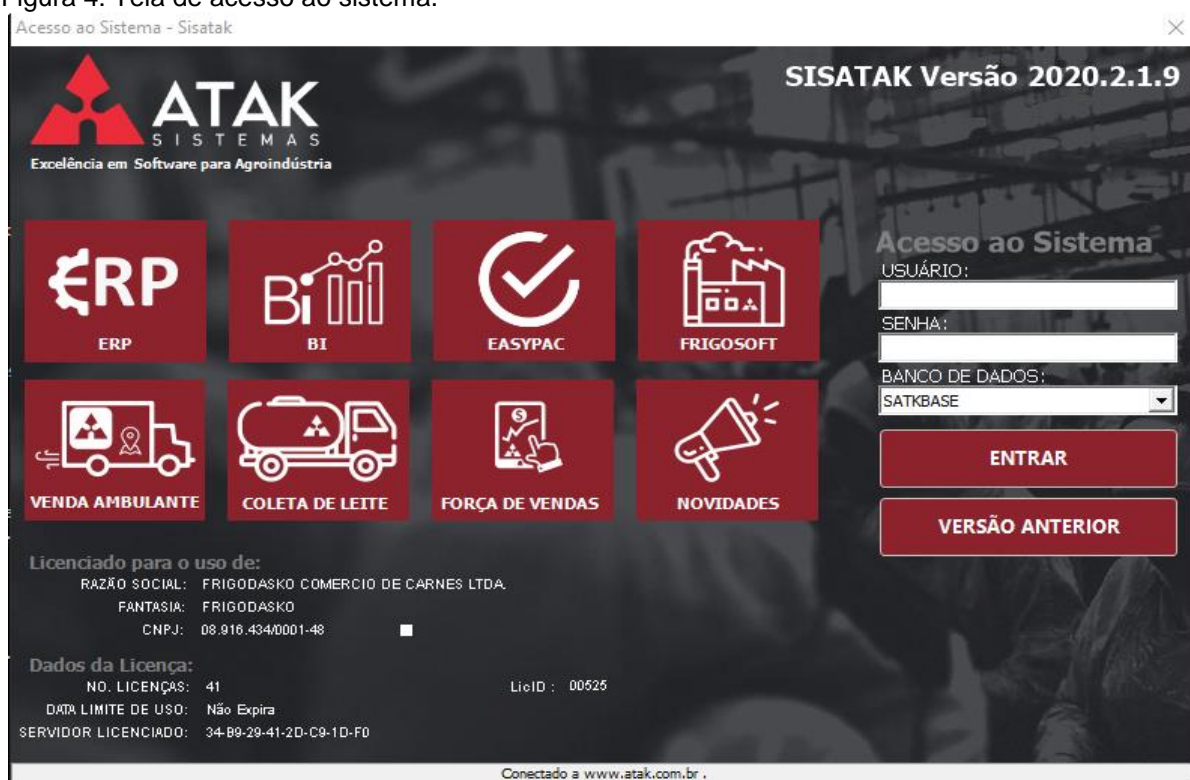 Figura 4: Tela de acesso ao sistema.
Acesso ao Sistema - Sisatak
ATAK
SISTEMAS
Excelência em Software para Agroindústria
SISATAK Versão 2020.2.1.9
ERP
ERP
Bi
BI
EASYPAC
FRIGOSOFT
VENDA AMBULANTE
COLETA DE LEITE
FORÇA DE VENDAS
NOVIDADES
Acesso ao Sistema
USUÁRIO:
SENHA:
BANCO DE DADOS:
SATKBASE
ENTRAR
VERSÃO ANTERIOR
Licenciado para o uso de:
RAZÃO SOCIAL: FRIGODASKO COMERCIO DE CARNES LTDA.
FANTASIA: FRIGODASKO
CNPJ: 08.916.434/0001-48
Dados da Licença:
NO. LICENÇAS: 41 LicID : 00525
DATA LIMITE DE USO: Não Expira
SERVIDOR LICENCIADO: 34-B9-29-41-2D-C9-1D-F0
Conectado a www.atak.com.br .